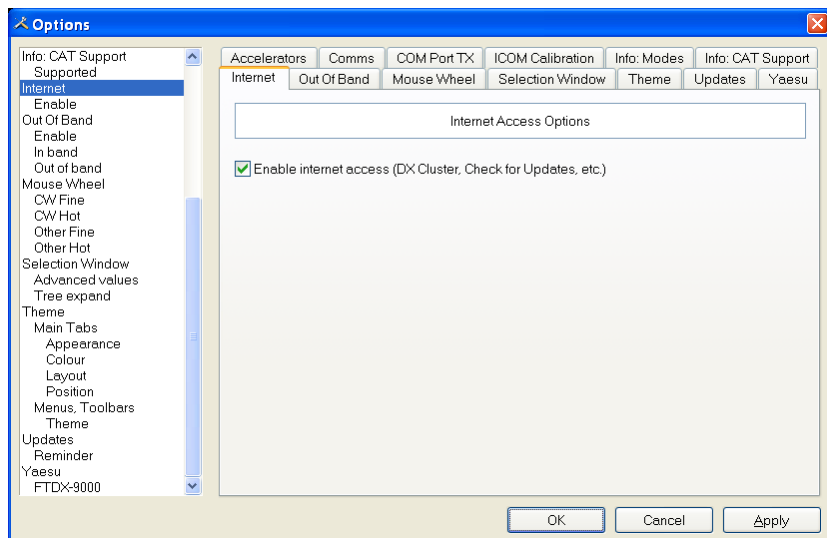 Options
Info: CAT Support
Supported
Internet
Enable
Out Of Band
Enable
In band
Out of band
Mouse Wheel
CW Fine
CW Hot
Other Fine
Other Hot
Selection Window
Advanced values
Tree expand
Theme
Main Tabs
Appearance
Colour
Layout
Position
Menus, Toolbars
Theme
Updates
Reminder
Yaesu
FTDX-9000
Accelerators Comms COM Port TX ICOM Calibration Info: Modes Info: CAT Support
Internet Out Of Band Mouse Wheel Selection Window Theme Updates Yaesu
Internet Access Options
Enable internet access (DX Cluster, Check for Updates, etc.)
OK Cancel Apply